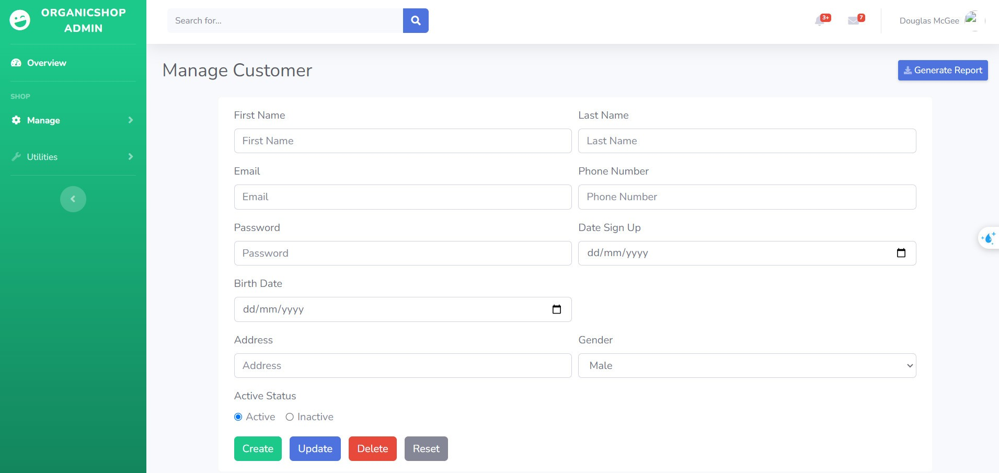 ORGANICSHOP
ADMIN
Search for...
3+
7
Douglas McGee
Overview
Manage Customer
Generate Report
SHOP
Manage
Utilities
First Name
Last Name
First Name
Last Name
Email
Phone Number
Email
Phone Number
Password
Date Sign Up
Password
dd/mm/yyyy
Birth Date
dd/mm/yyyy
Address
Gender
Address
Male
Active Status
Active Inactive
Create Update Delete Reset